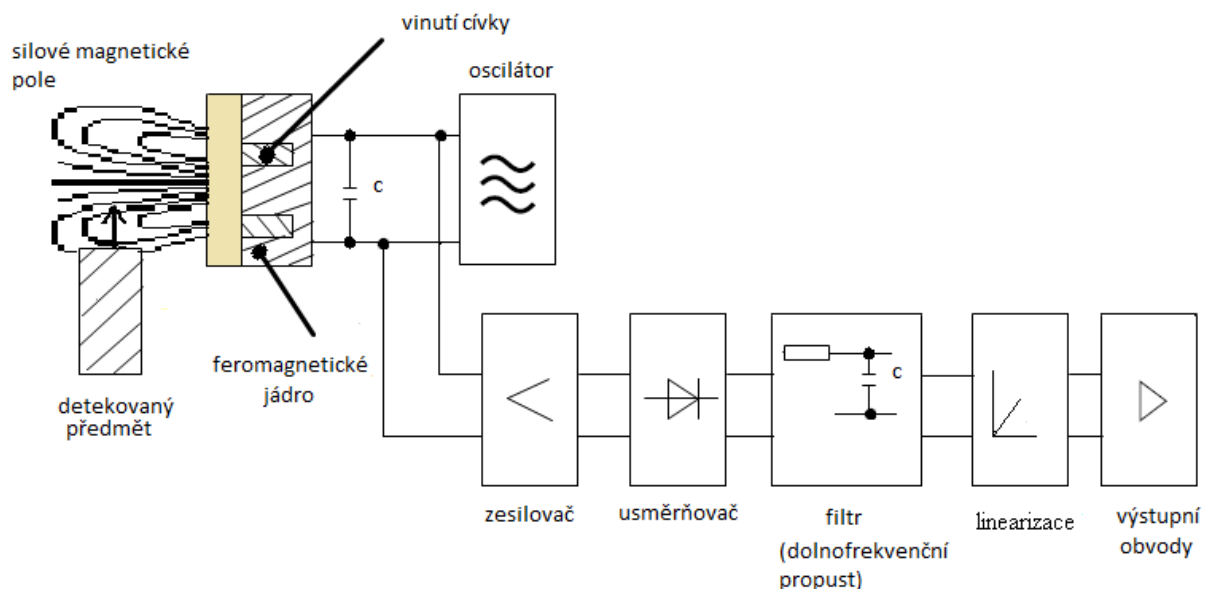 vinutí cívky
silové magnetické
pole
oscilátor
c
feromagnetické
jádro
detekovaný
předmět
c
zesilovač
usměrňovač
filtr
(dolnofrekvenční
propust)
linearizace
výstupní
obvody